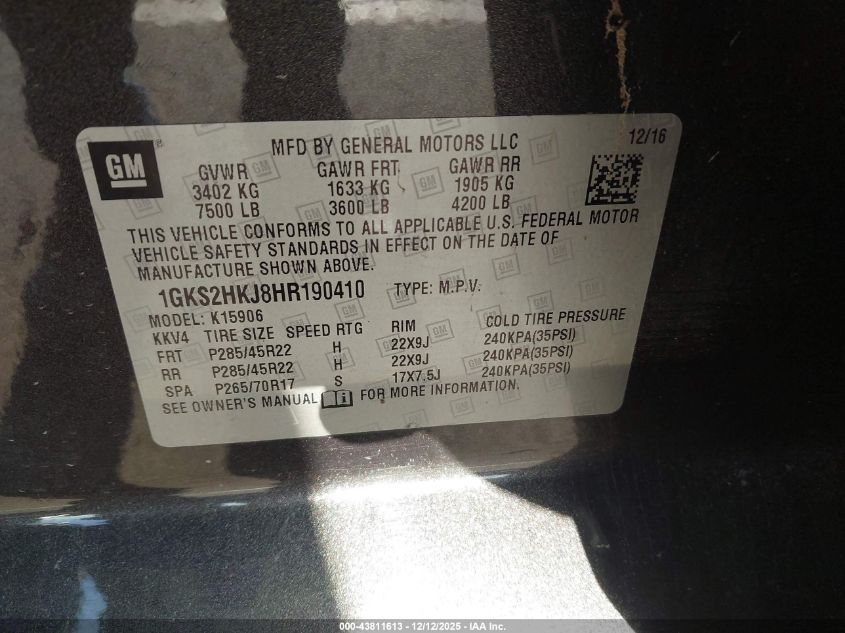 GM
MFD BY GENERAL MOTORS LLC
12/16
GVWR GAWR FRT GAWR RR
3402 KG 1633 KG 1905 KG
7500 LB 3600 LB 4200 LB
THIS VEHICLE CONFORMS TO ALL APPLICABLE U.S. FEDERAL MOTOR
VEHICLE SAFETY STANDARDS IN EFFECT ON THE DATE OF
MANUFACTURE SHOWN ABOVE.
1GKS2HKJ8HR190410 TYPE: M.P.V.
MODEL: K15906
KKV4 TIRE SIZE SPEED RTG RIM COLD TIRE PRESSURE
FRT P285/45R22 H 22X9J 240KPA(35PSI)
RR P285/45R22 H 22X9J 240KPA(35PSI)
SPA P265/70R17 S 17X7.5J 240KPA(35PSI)
SEE OWNER'S MANUAL FOR MORE INFORMATION.
000-43811613 - 12/12/2025 - IAA Inc.